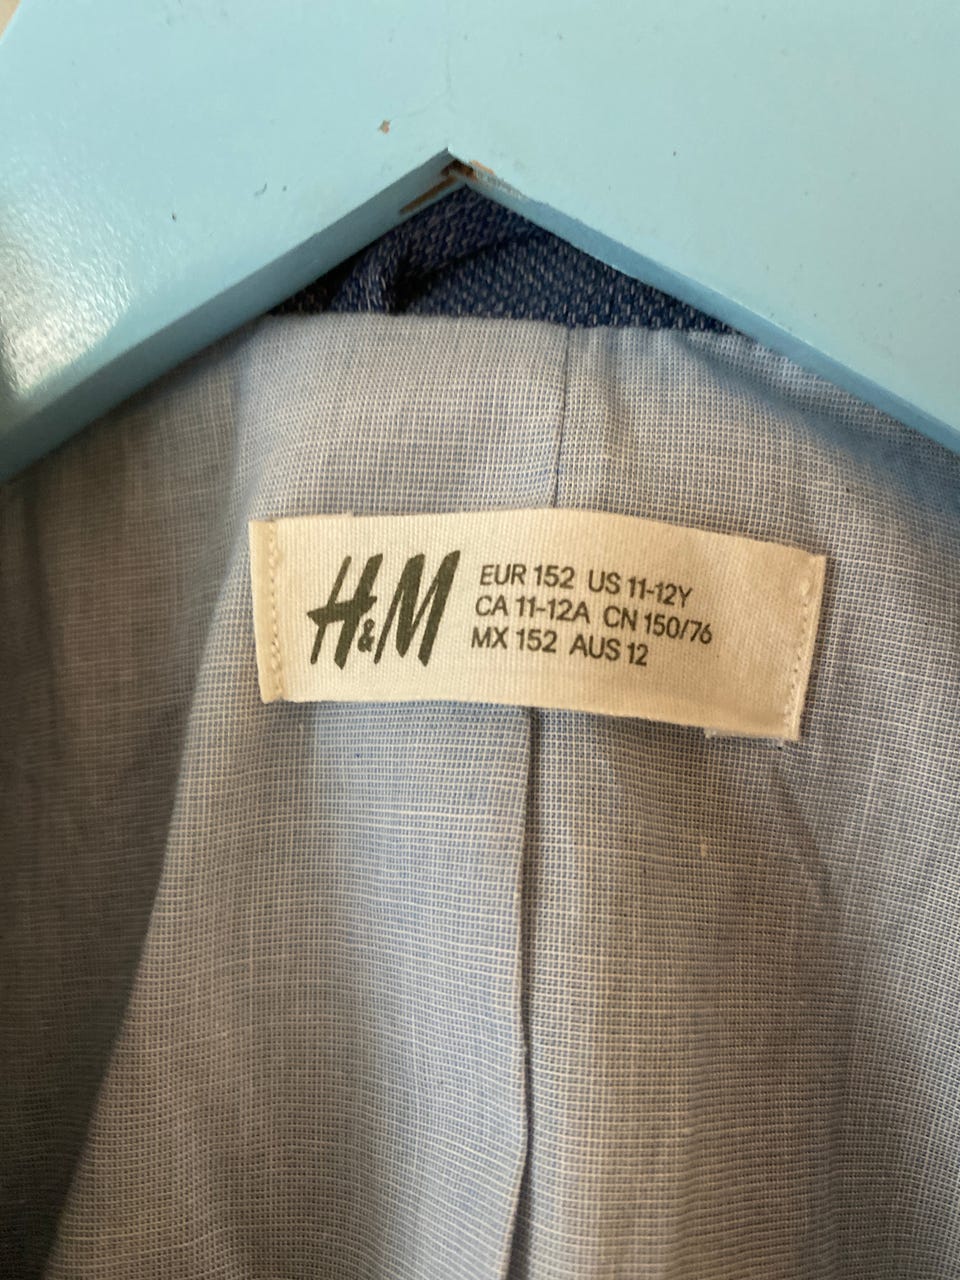 H&M
EUR 152 US 11-12Y
CA 11-12A CN 150/76
MX 152 AUS 12